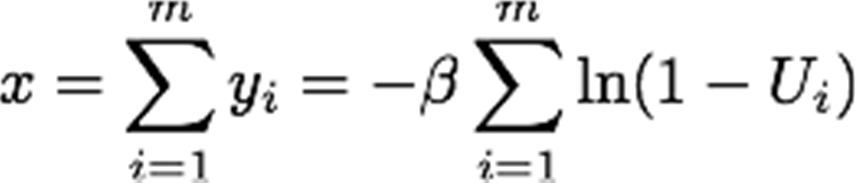 x = \sum_{i=1}^{m} y_i = -\beta \sum_{i=1}^{m} \ln(1 - U_i)